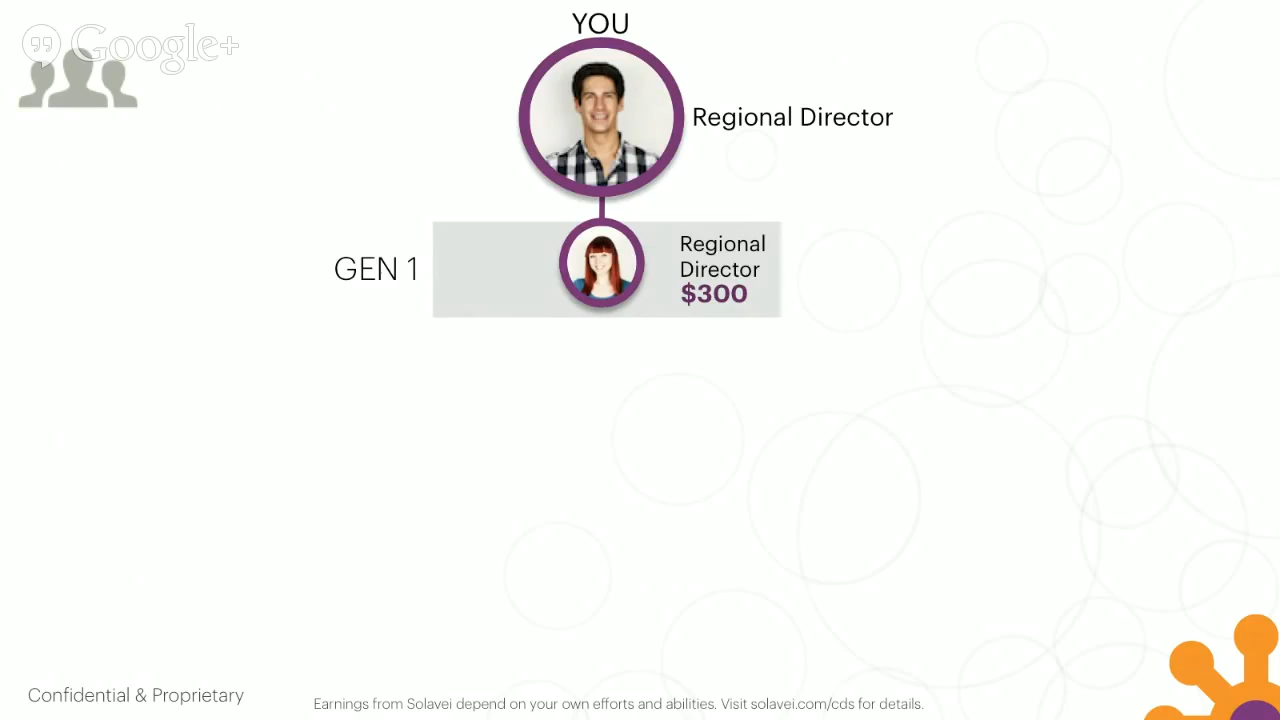 Google+
YOU
Regional Director
GEN 1
Regional
Director
$300
Confidential & Proprietary
Earnings from Solavei depend on your own efforts and abilities. Visit solavei.com/cds for details.